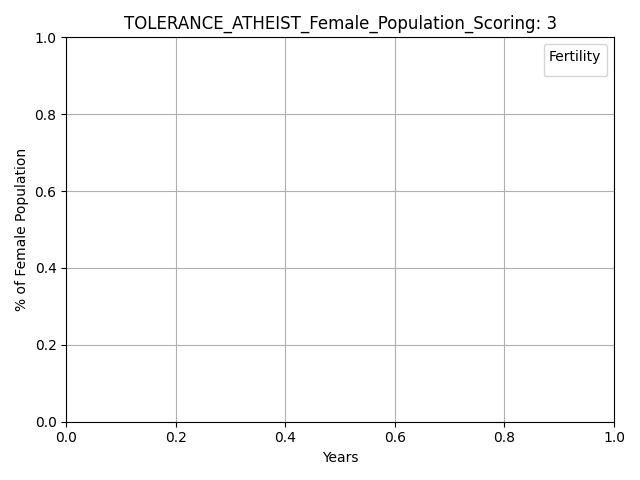 TOLERANCE_ATHEIST_Female_Population_Scoring: 3
Fertility
% of Female Population
1.0
0.8
0.6
0.4
0.2
0.0
0.0 0.2 0.4 0.6 0.8 1.0
Years